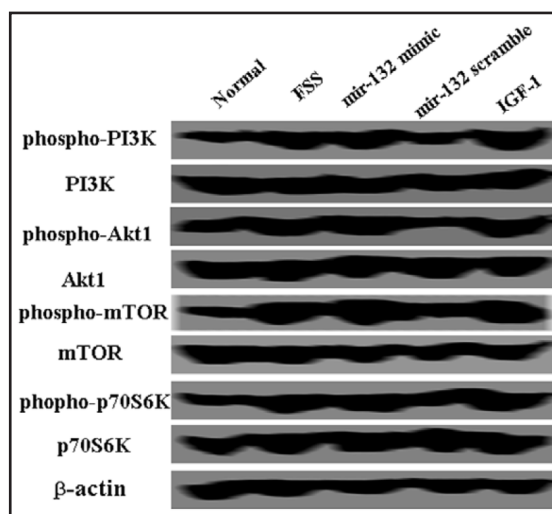 Normal
FSS
mir-132 mimic
mir-132 scramble
IGF-1
phospho-PI3K
PI3K
phospho-Akt1
Akt1
phospho-mTOR
mTOR
phopho-p70S6K
p70S6K
β-actin